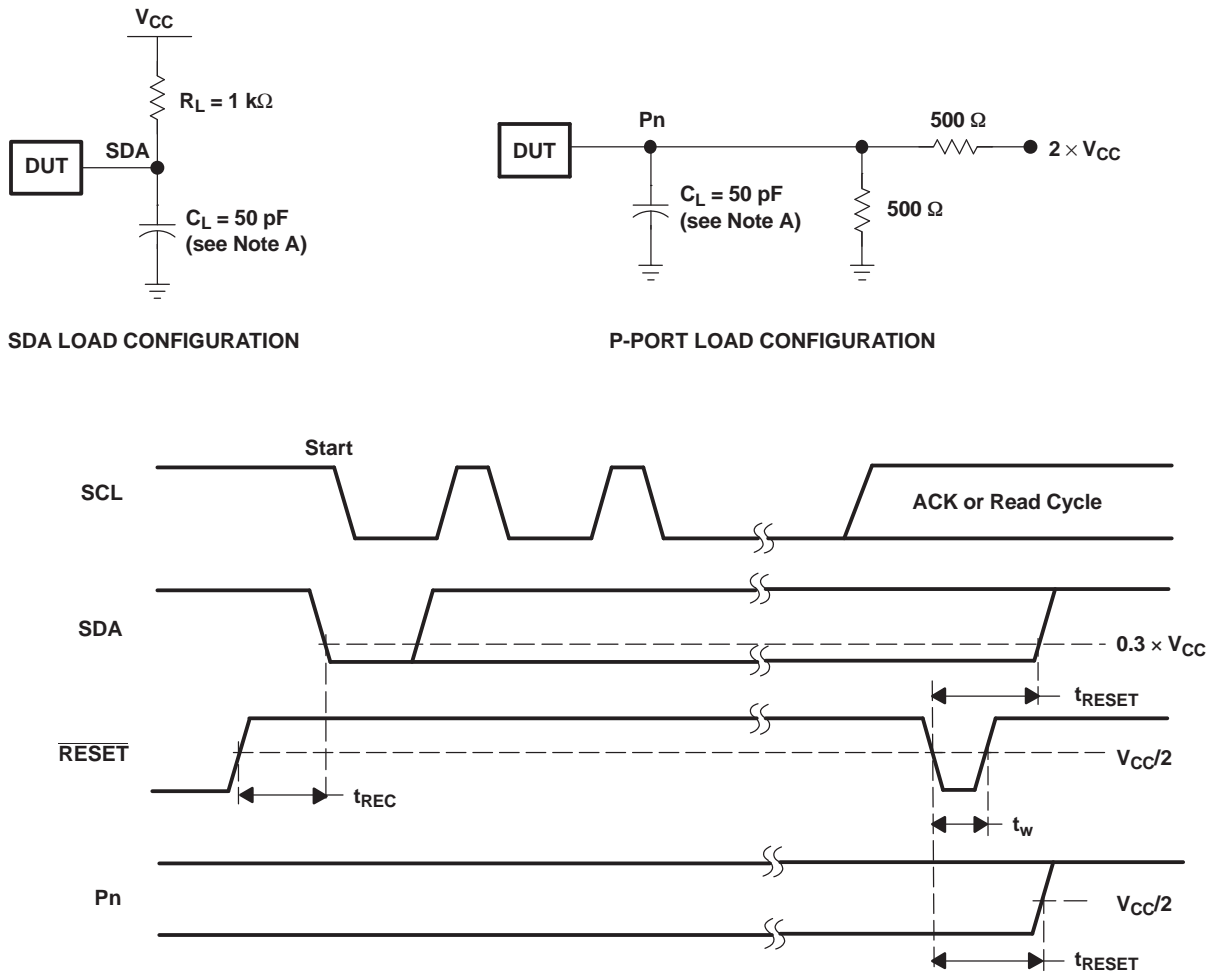 VCC
RL = 1 kΩ
DUT
SDA
CL = 50 pF
(see Note A)
SDA LOAD CONFIGURATION
DUT
Pn
500 Ω
2 × VCC
CL = 50 pF
(see Note A)
500 Ω
P-PORT LOAD CONFIGURATION
Start
SCL
ACK or Read Cycle
SDA
0.3 × VCC
tRESET
RESET
VCC/2
tREC
tw
Pn
VCC/2
tRESET